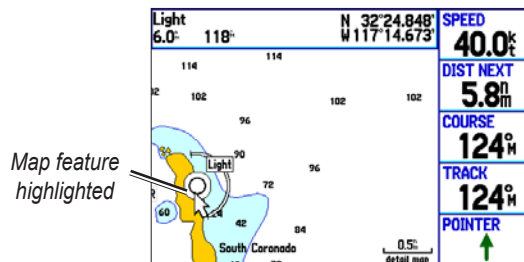 Light
6.0ⁿₘ 118°ₘ
N 32°24.848'
W117°14.673'
SPEED
40.0kt
DIST NEXT
5.8nm
COURSE
124°M
TRACK
124°M
POINTER
114
114
102
102
102
96
90
Light
96
72
60
42
84
South Coronado
0.5ⁿₘ
detail map
Map feature
highlighted